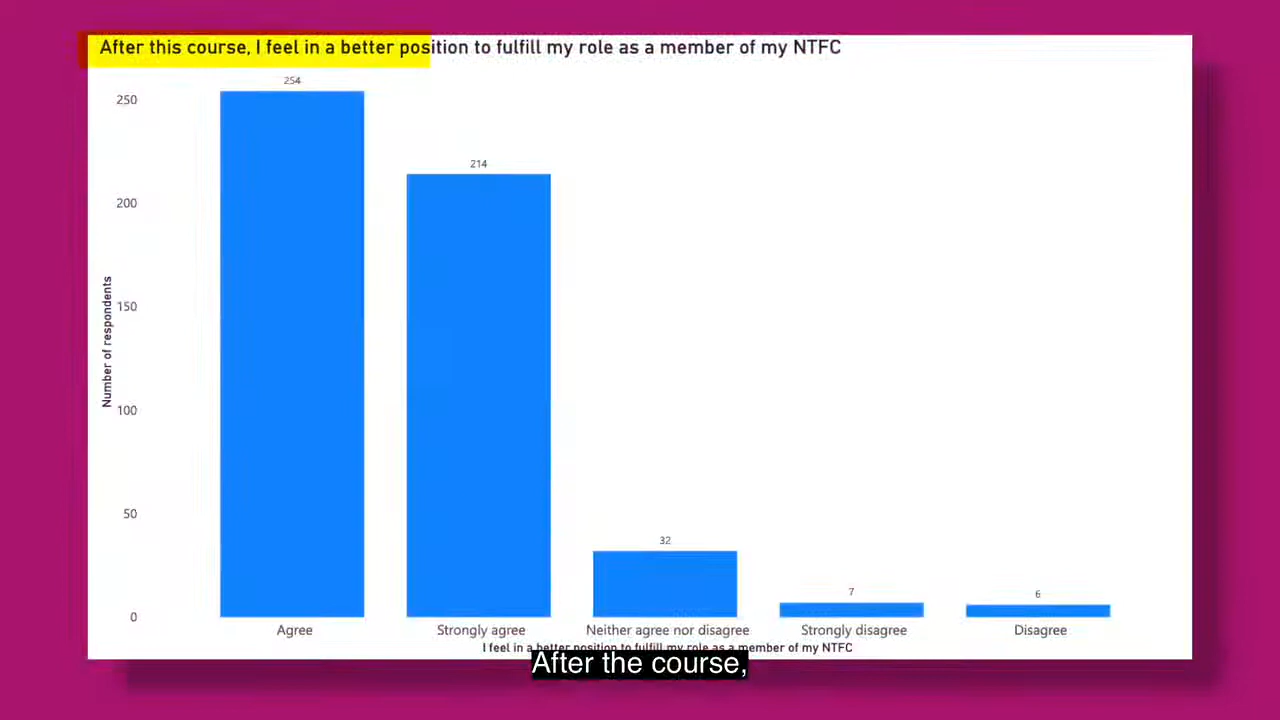 After this course, I feel in a better position to fulfill my role as a member of my NTFC
254
250
214
200
Number of respondents
150
100
50
32
7
6
0
Agree
Strongly agree
Neither agree nor disagree
Strongly disagree
Disagree
I feel in a better position to fulfill my role as a member of my NTFC
After the course,